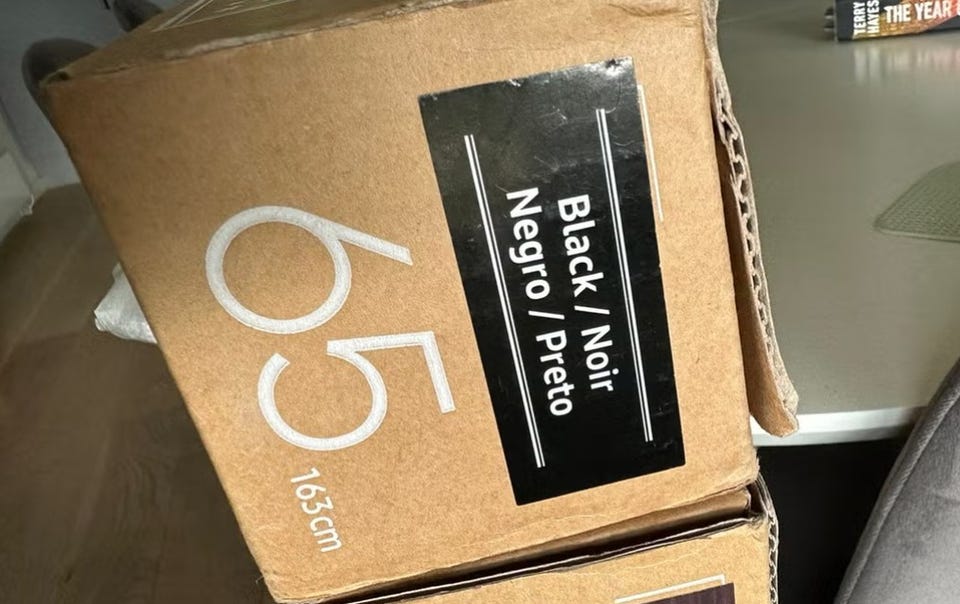 Black / Noir
Negro / Preto
65
163cm
TERRY
HAYES
THE YEAR